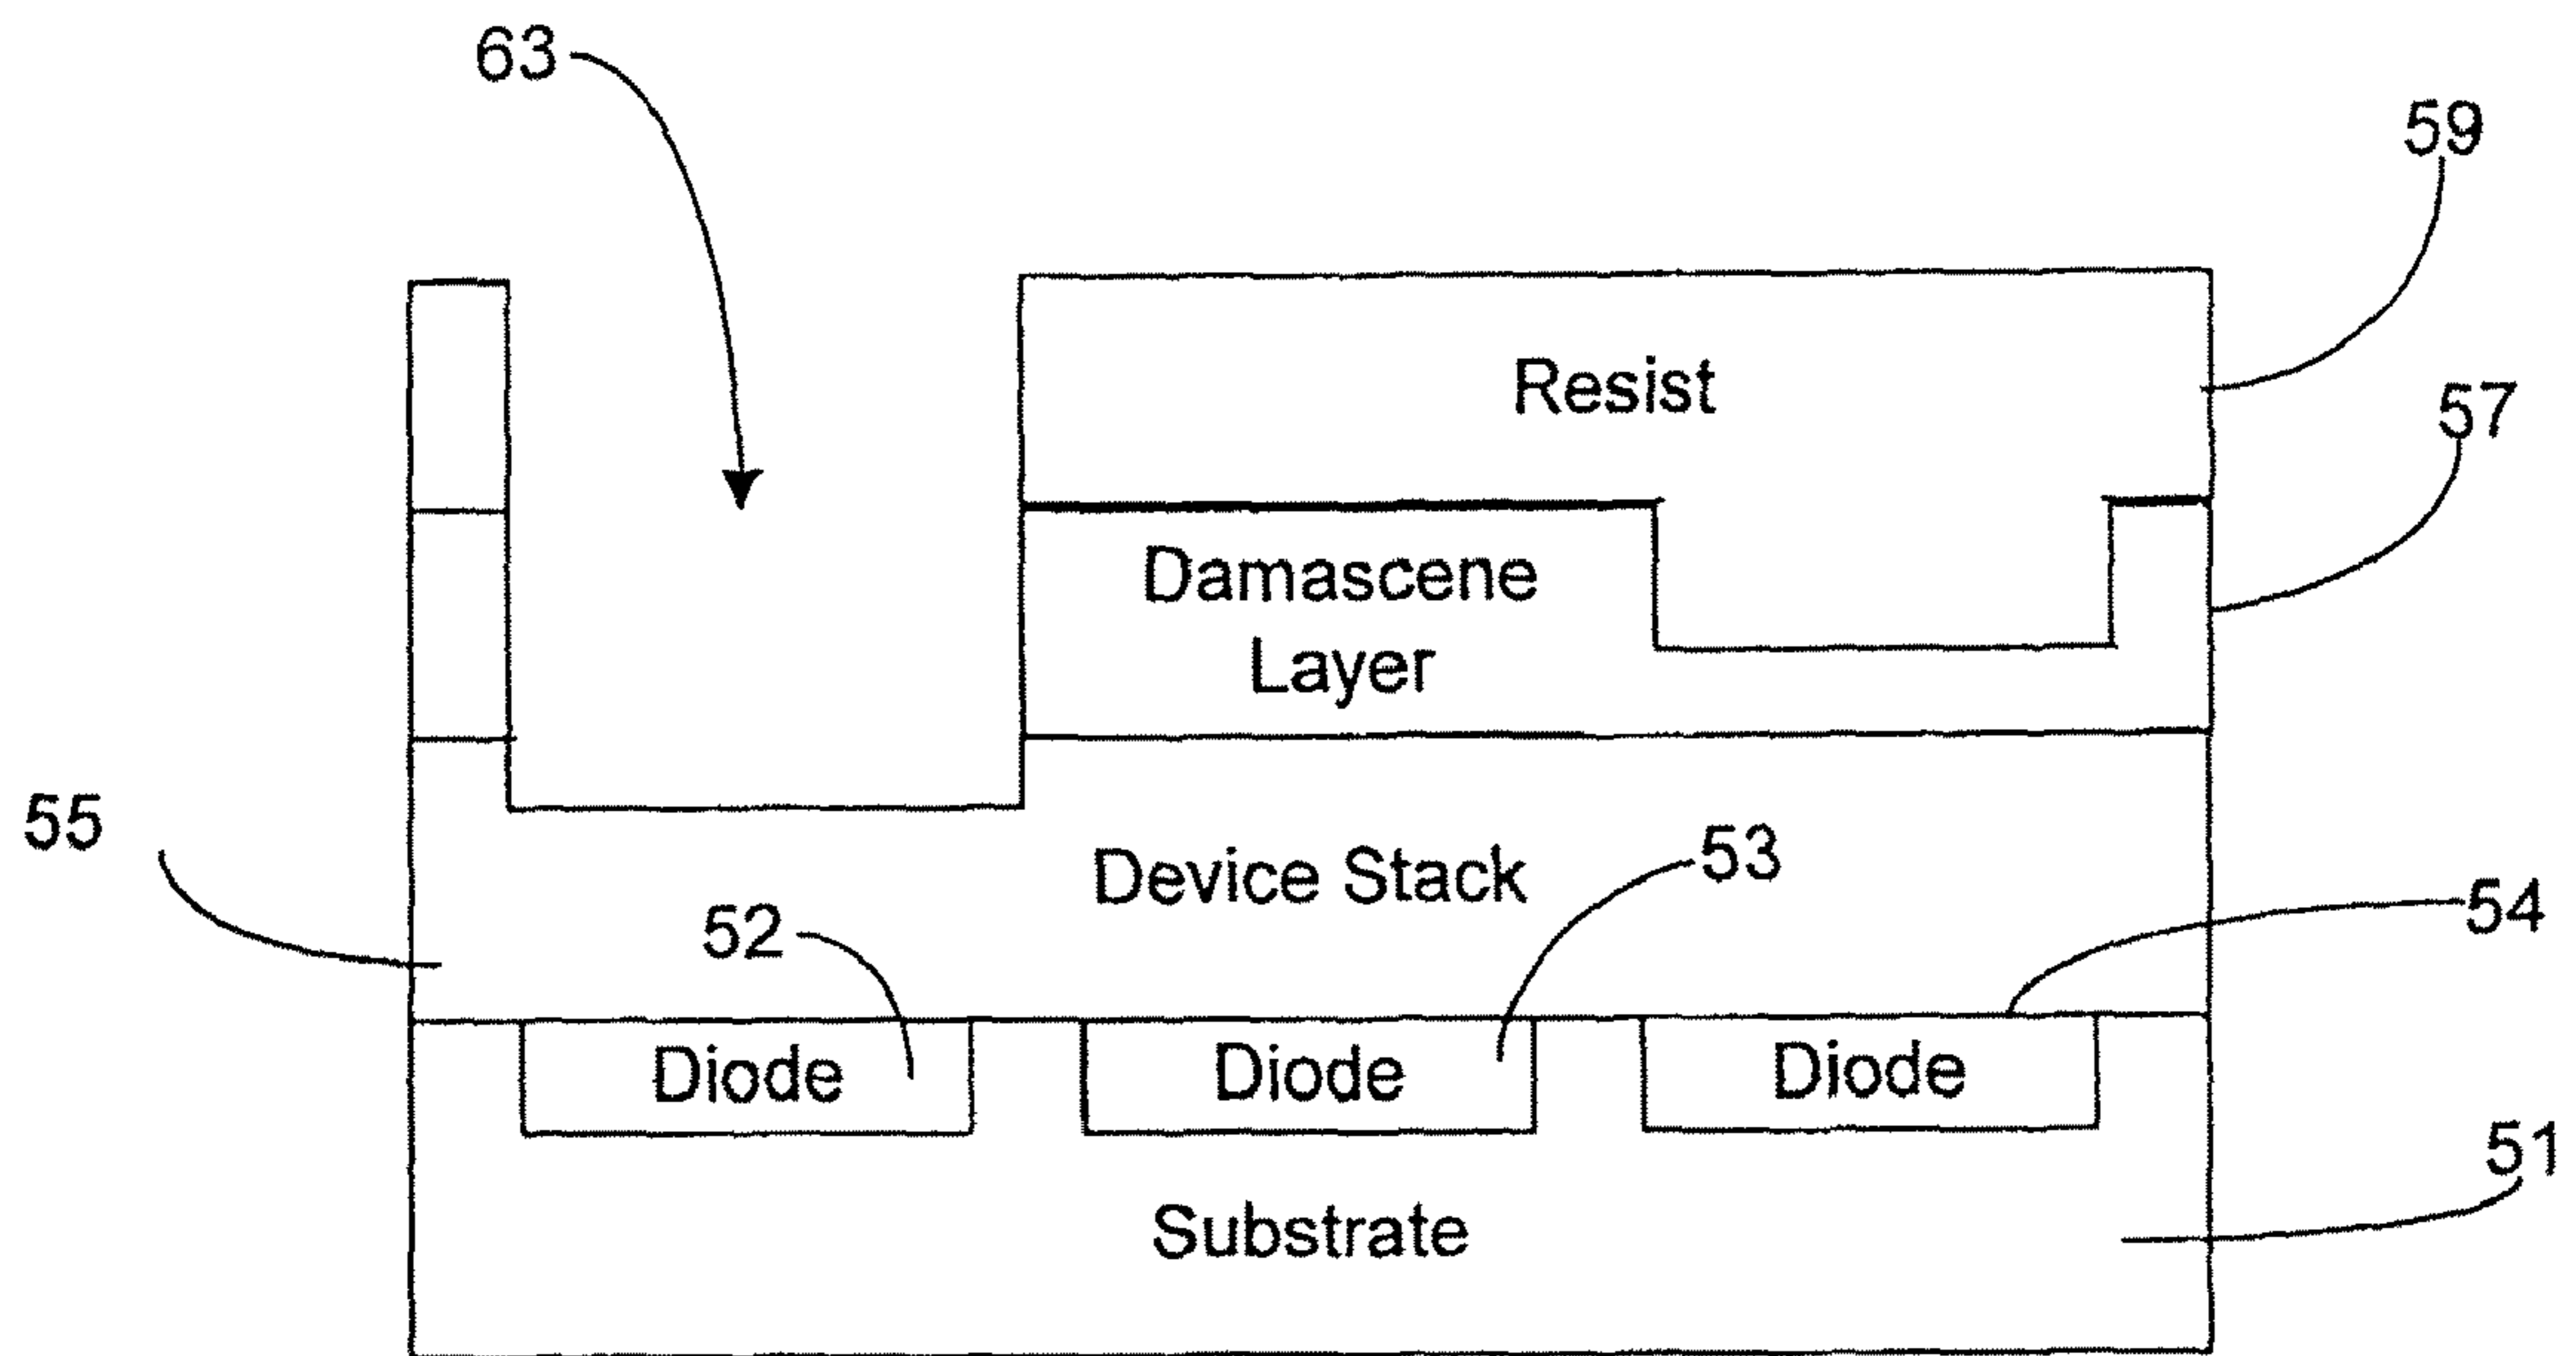 63
59
Resist
57
Damascene
Layer
55
Device Stack
53
52
54
Diode
Diode
Diode
51
Substrate